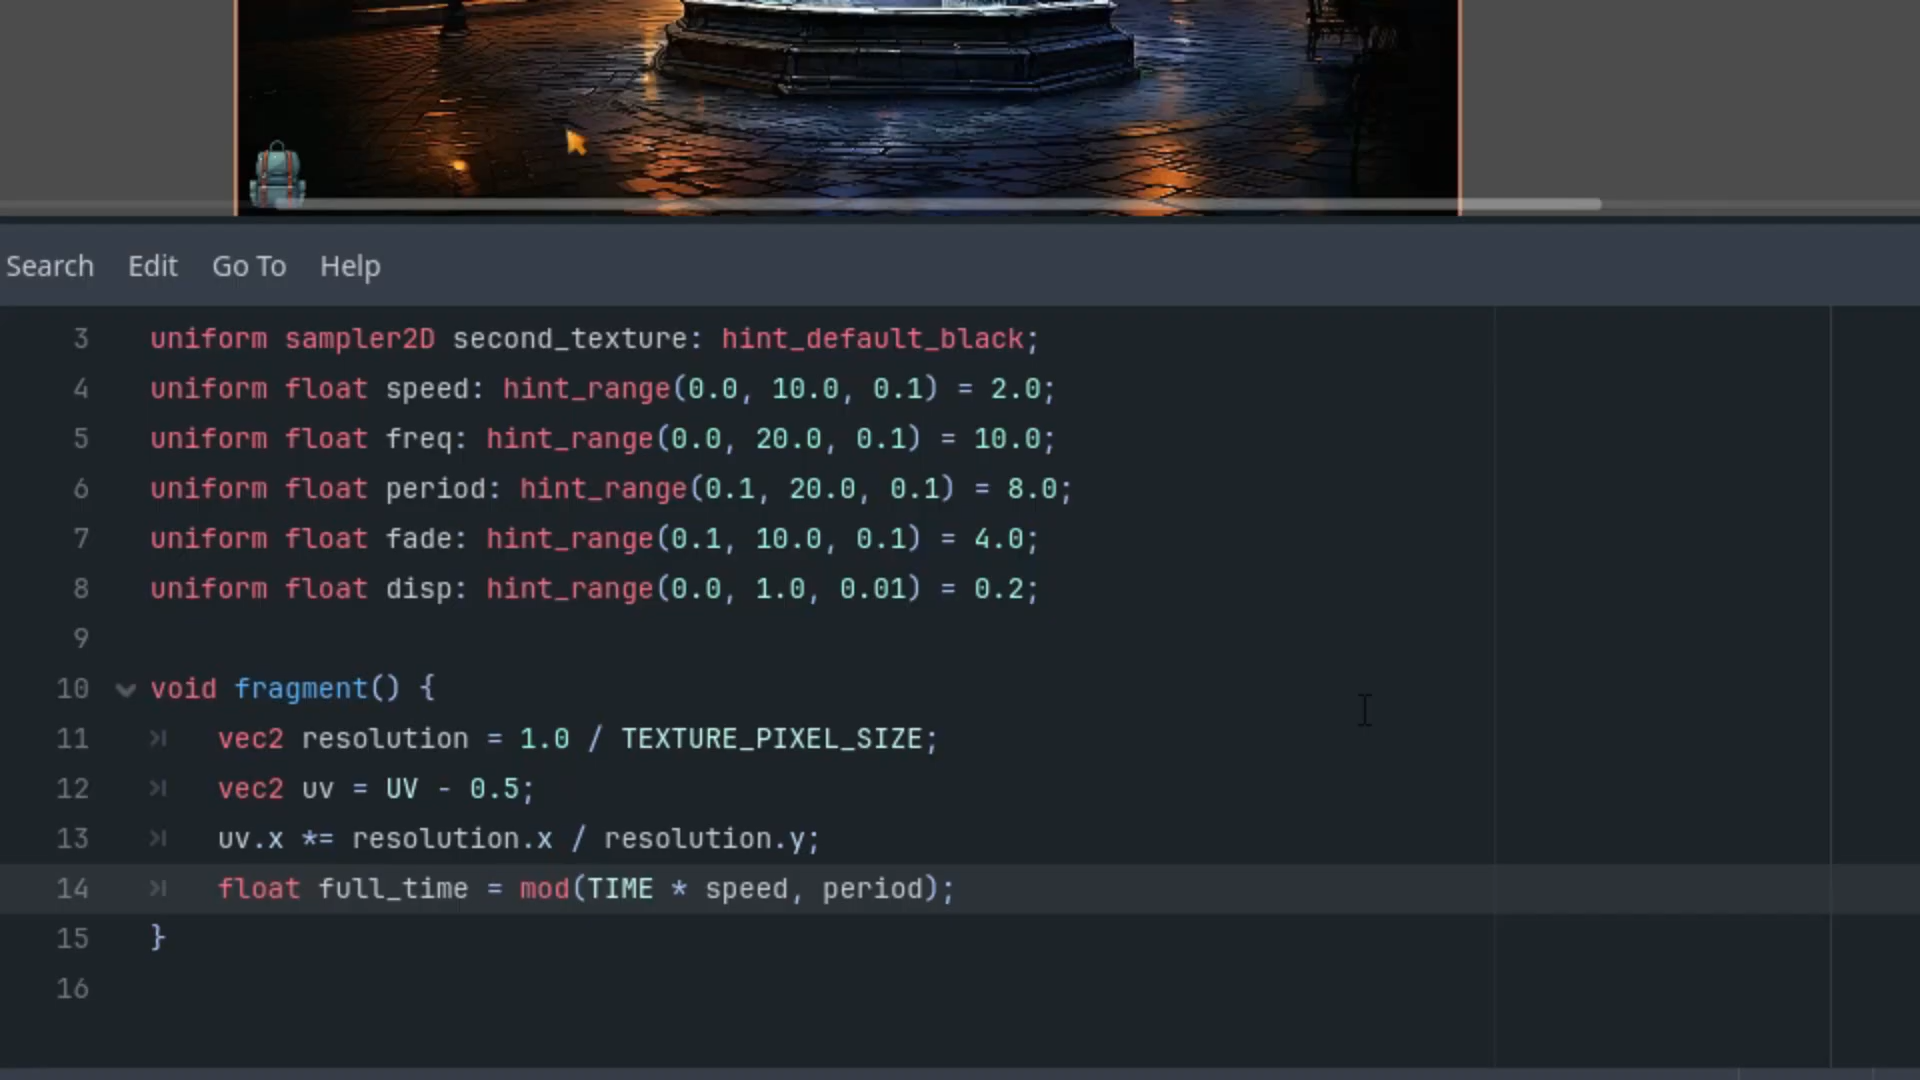 Search Edit Go To Help
3 uniform sampler2D second_texture: hint_default_black;
4 uniform float speed: hint_range(0.0, 10.0, 0.1) = 2.0;
5 uniform float freq: hint_range(0.0, 20.0, 0.1) = 10.0;
6 uniform float period: hint_range(0.1, 20.0, 0.1) = 8.0;
7 uniform float fade: hint_range(0.1, 10.0, 0.1) = 4.0;
8 uniform float disp: hint_range(0.0, 1.0, 0.01) = 0.2;
9
10 void fragment() {
11 vec2 resolution = 1.0 / TEXTURE_PIXEL_SIZE;
12 vec2 uv = UV - 0.5;
13 uv.x *= resolution.x / resolution.y;
14 float full_time = mod(TIME * speed, period);
15 }
16